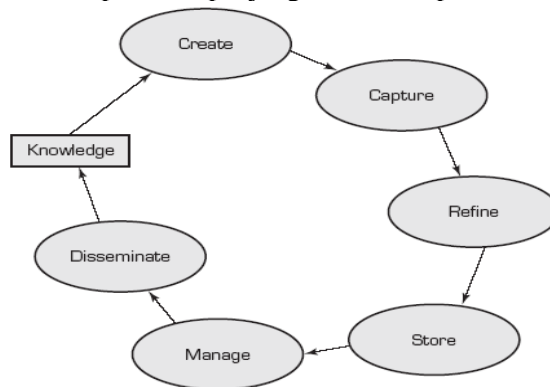 Create
Capture
Knowledge
Refine
Disseminate
Store
Manage